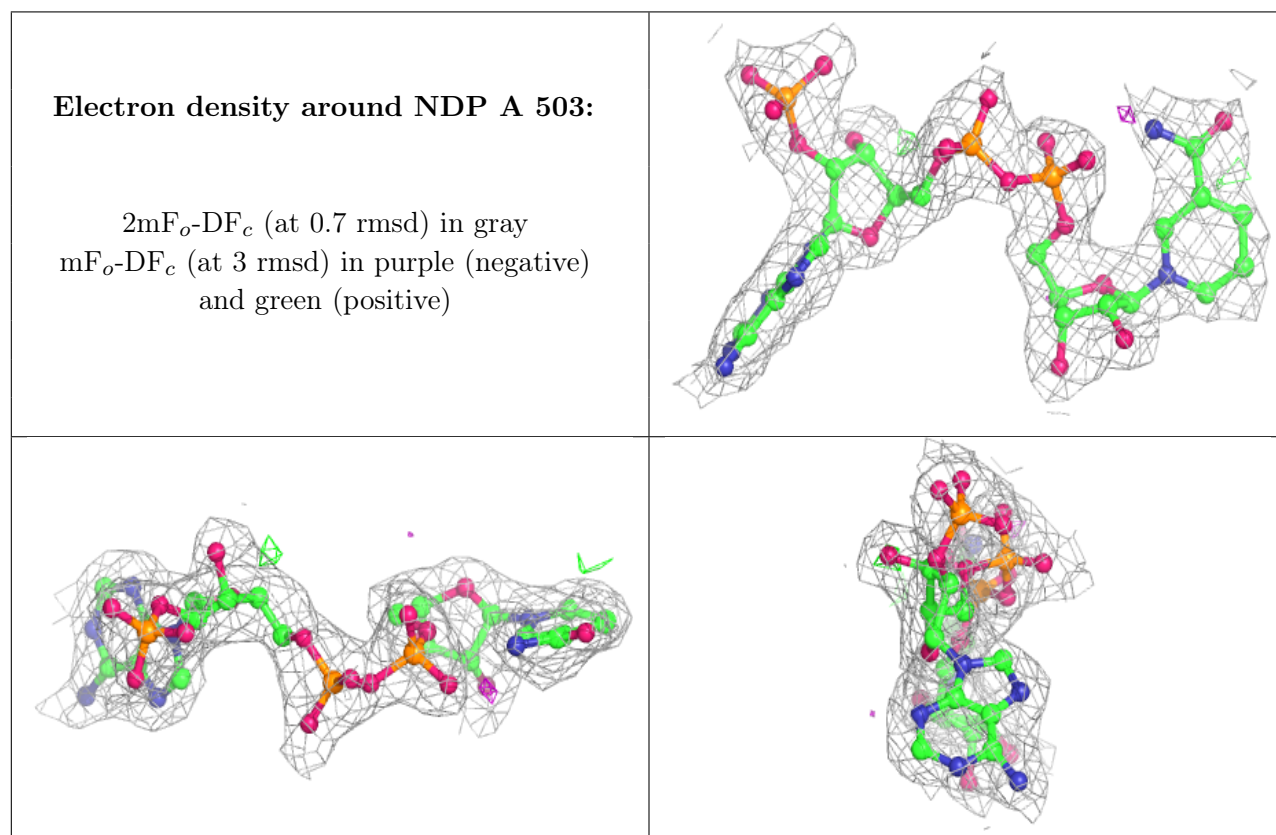 Electron density around NDP A 503:
2mFo-DFc (at 0.7 rmsd) in gray
mFo-DFc (at 3 rmsd) in purple (negative)
and green (positive)